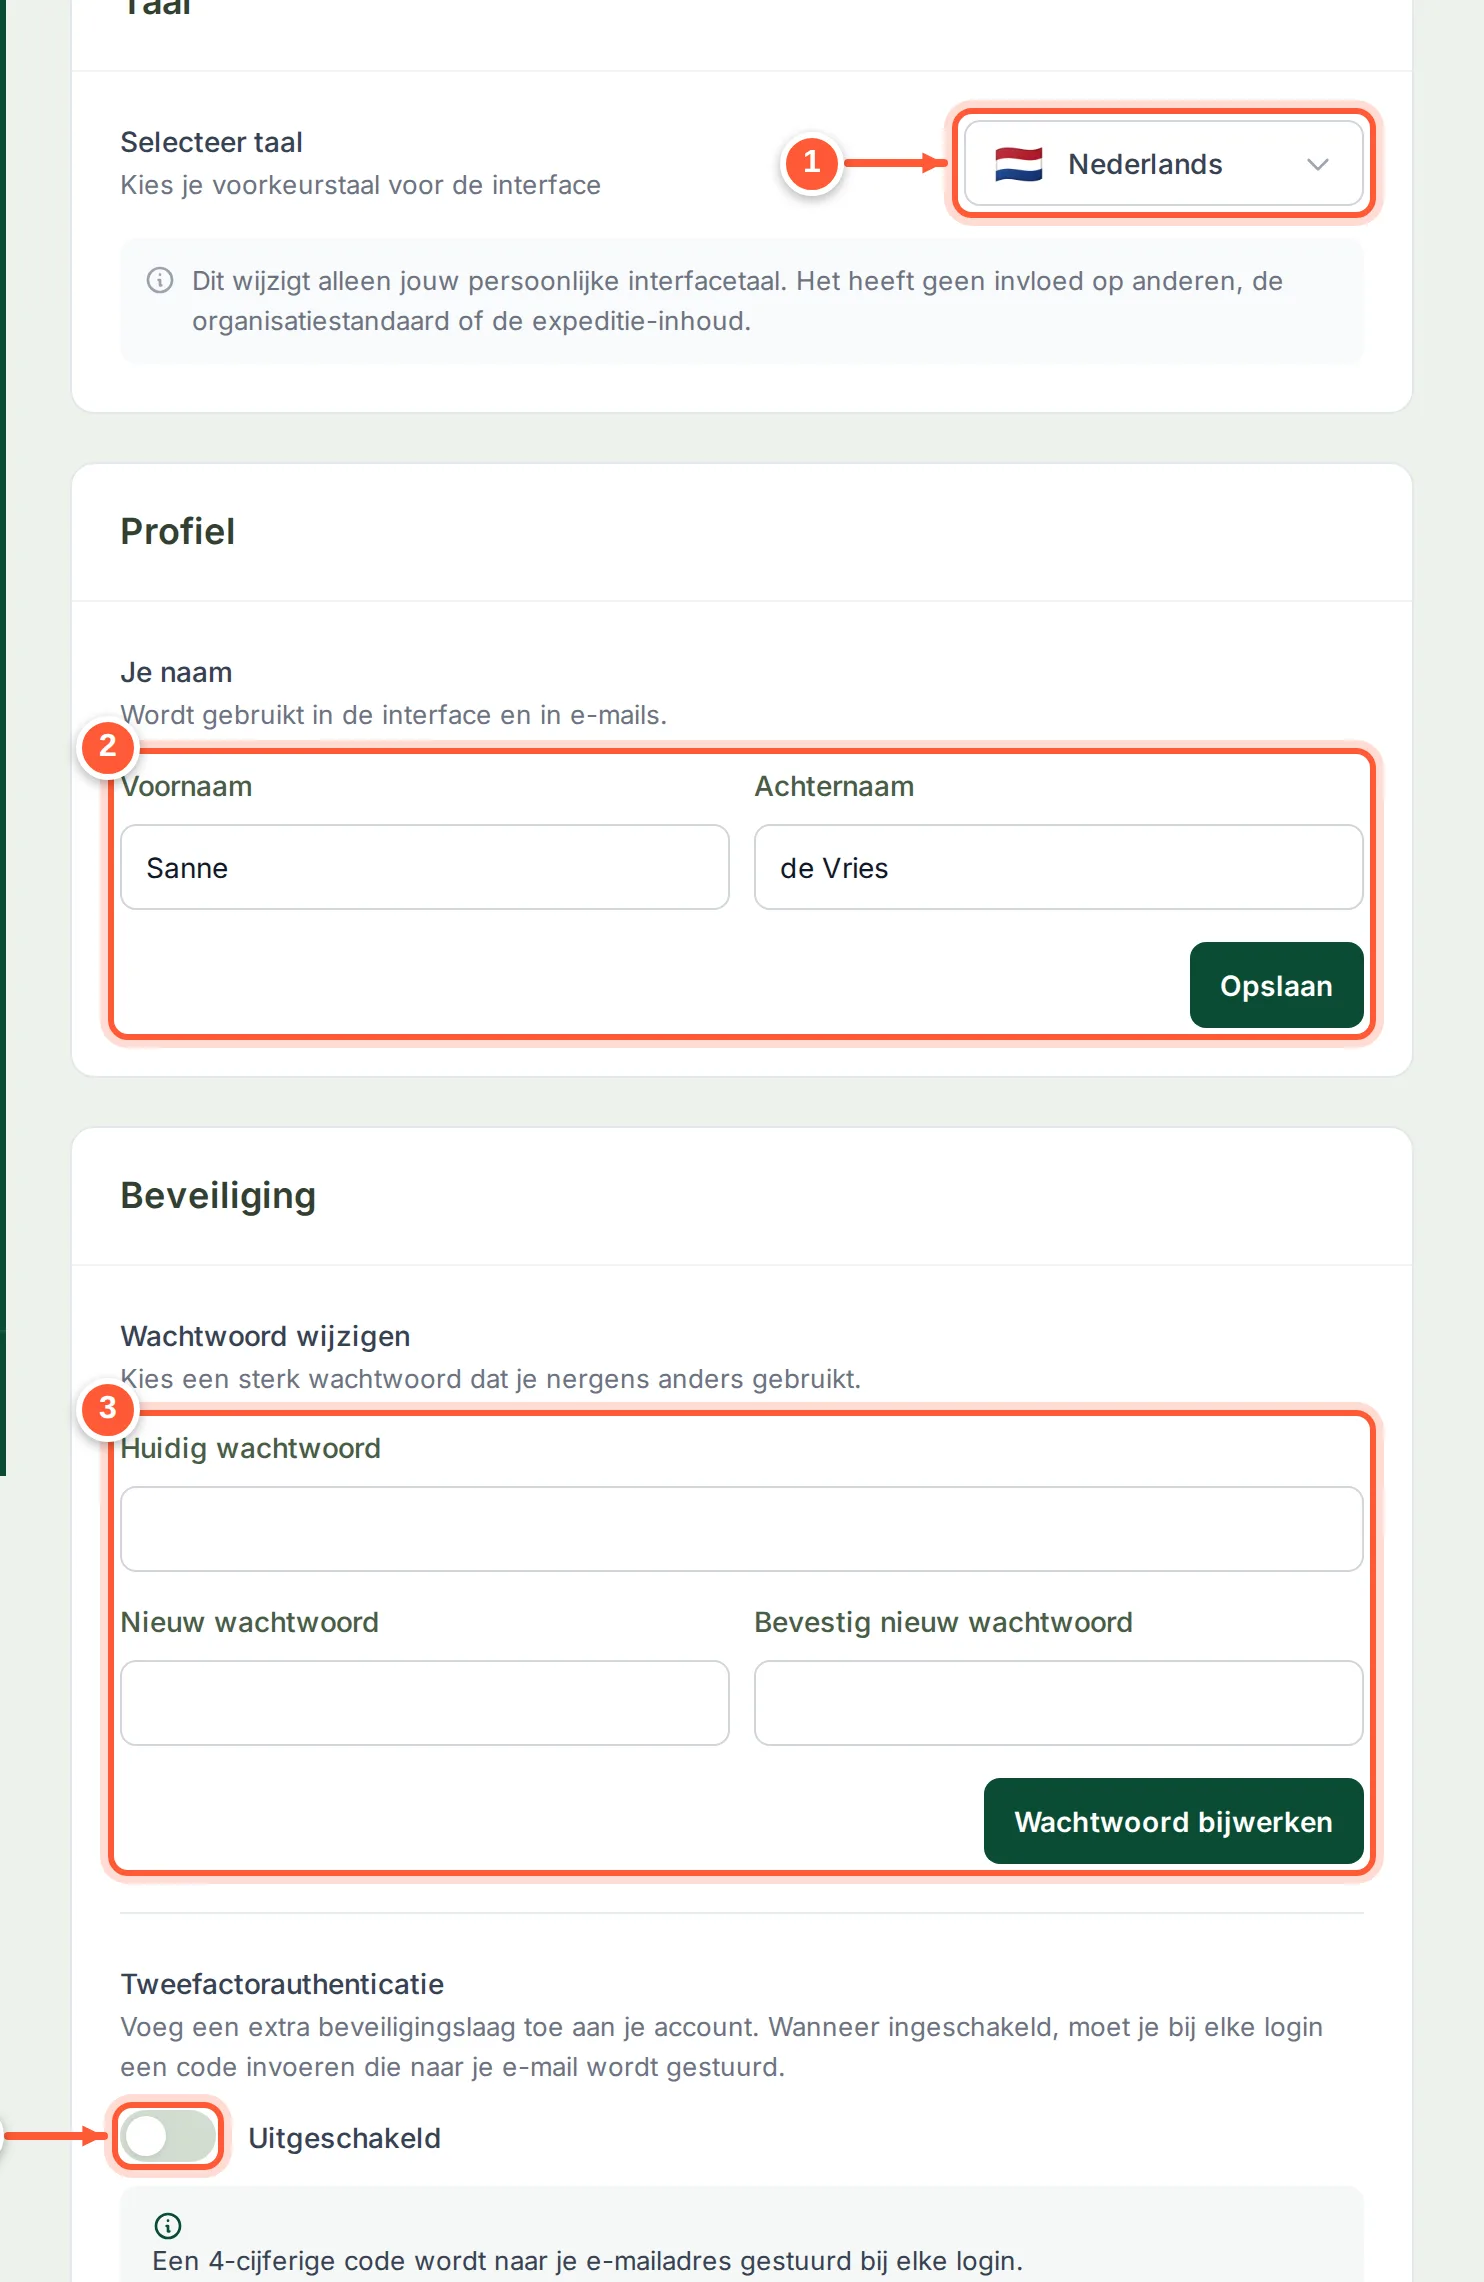 Taal
Selecteer taal
Kies je voorkeurstaal voor de interface
1
Nederlands
Dit wijzigt alleen jouw persoonlijke interfacetaal. Het heeft geen invloed op anderen, de
organisatiestandaard of de expeditie-inhoud.
Profiel
Je naam
Wordt gebruikt in de interface en in e-mails.
2
Voornaam
Achternaam
Sanne
de Vries
Opslaan
Beveiliging
Wachtwoord wijzigen
Kies een sterk wachtwoord dat je nergens anders gebruikt.
3
Huidig wachtwoord
Nieuw wachtwoord
Bevestig nieuw wachtwoord
Wachtwoord bijwerken
Tweefactorauthenticatie
Voeg een extra beveiligingslaag toe aan je account. Wanneer ingeschakeld, moet je bij elke login
een code invoeren die naar je e-mail wordt gestuurd.
Uitgeschakeld
Een 4-cijferige code wordt naar je e-mailadres gestuurd bij elke login.